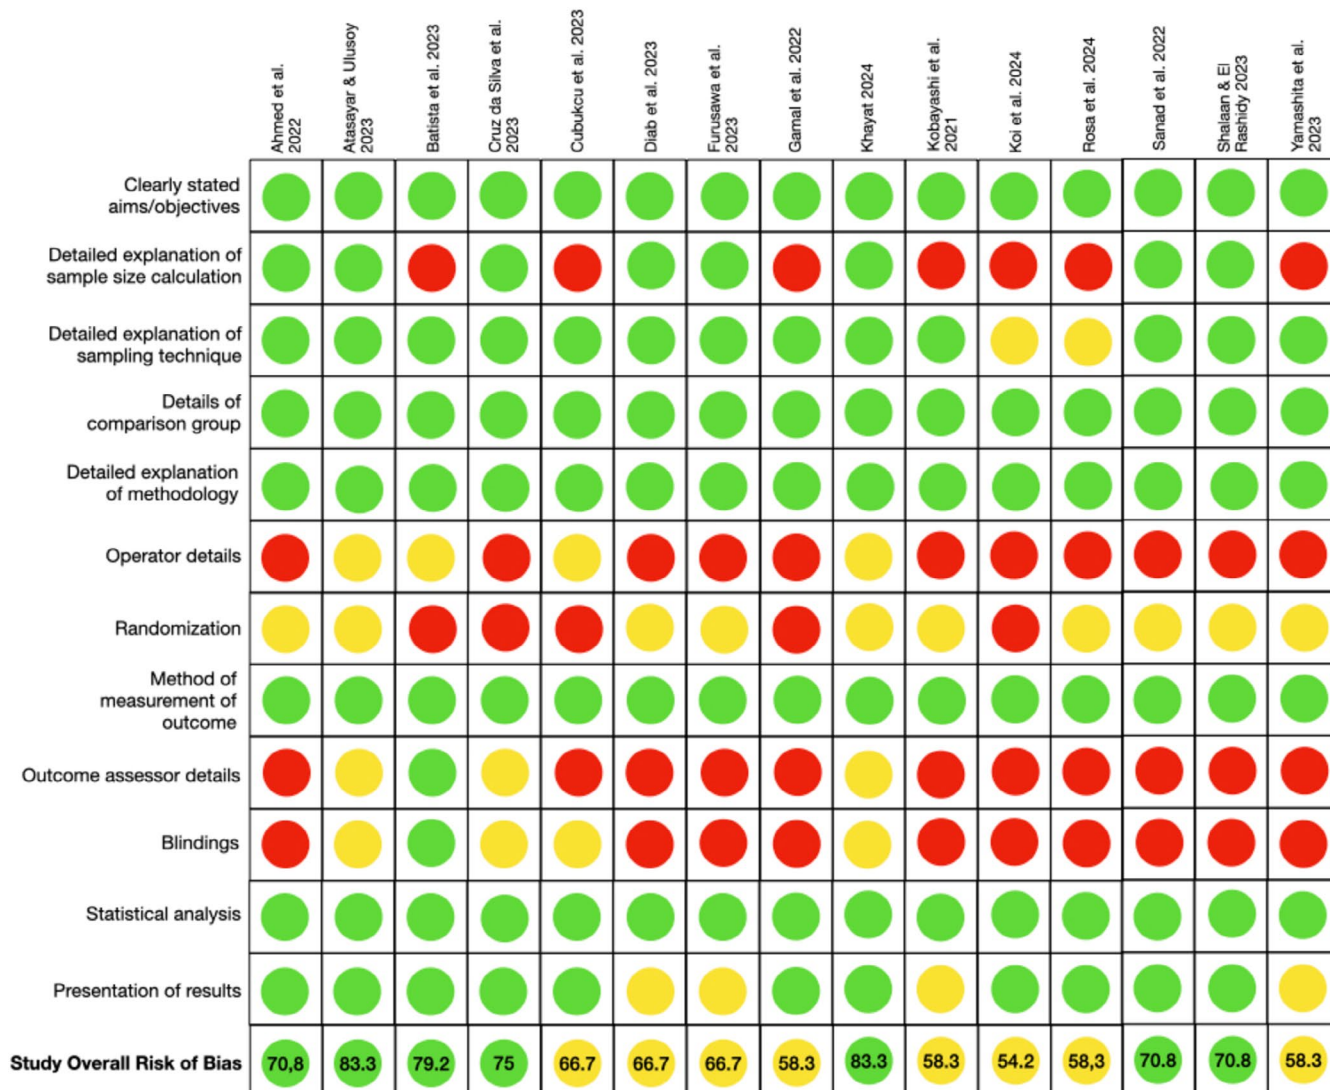 Ahmed et al.
2022
Atasayar & Ulusoy
2023
Batista et al. 2023
Cruz da Silva et al.
2023
Cubukcu et al. 2023
Diab et al. 2023
Furusawa et al.
2023
Gamal et al. 2022
Khayat 2024
Kobayashi et al.
2021
Koi et al. 2024
Rosa et al. 2024
Sanad et al. 2022
Shalaan & El
Rashidy 2023
Yamashita et al.
2023
Clearly stated
aims/objectives
Detailed explanation of
sample size calculation
Detailed explanation of
sampling technique
Details of
comparison group
Detailed explanation
of methodology
Operator details
Randomization
Method of
measurement of
outcome
Outcome assessor details
Blindings
Statistical analysis
Presentation of results
Study Overall Risk of Bias 70,8 83.3 79.2 75 66.7 66.7 66.7 58.3 83.3 58.3 54.2 58,3 70.8 70.8 58.3